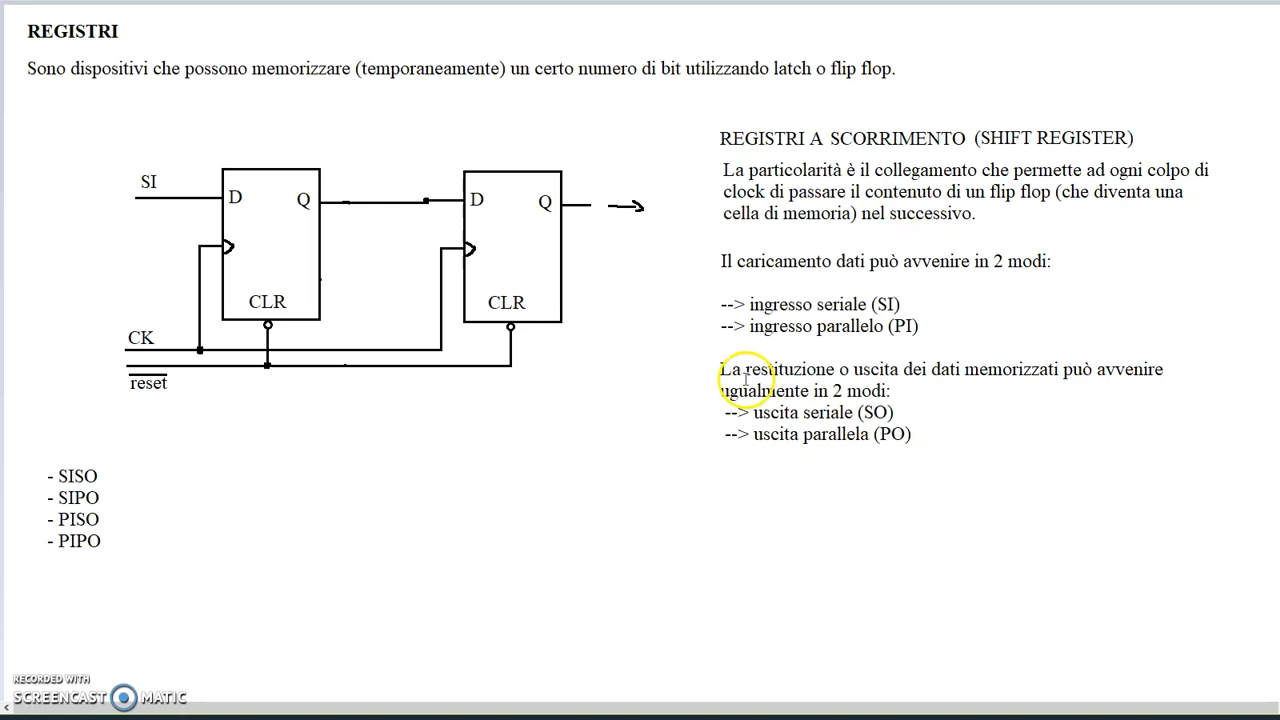 REGISTRI
Sono dispositivi che possono memorizzare (temporaneamente) un certo numero di bit utilizzando latch o flip flop.
REGISTRI A SCORRIMENTO (SHIFT REGISTER)
La particolarità è il collegamento che permette ad ogni colpo di
clock di passare il contenuto di un flip flop (che diventa una
cella di memoria) nel successivo.
Il caricamento dati può avvenire in 2 modi:
--> ingresso seriale (SI)
--> ingresso parallelo (PI)
La restituzione o uscita dei dati memorizzati può avvenire
ugualmente in 2 modi:
--> uscita seriale (SO)
--> uscita parallela (PO)
SI
D Q D Q
CLR CLR
CK
reset
- SISO
- SIPO
- PISO
- PIPO
RECORDED WITH
SCREENCAST MATIC